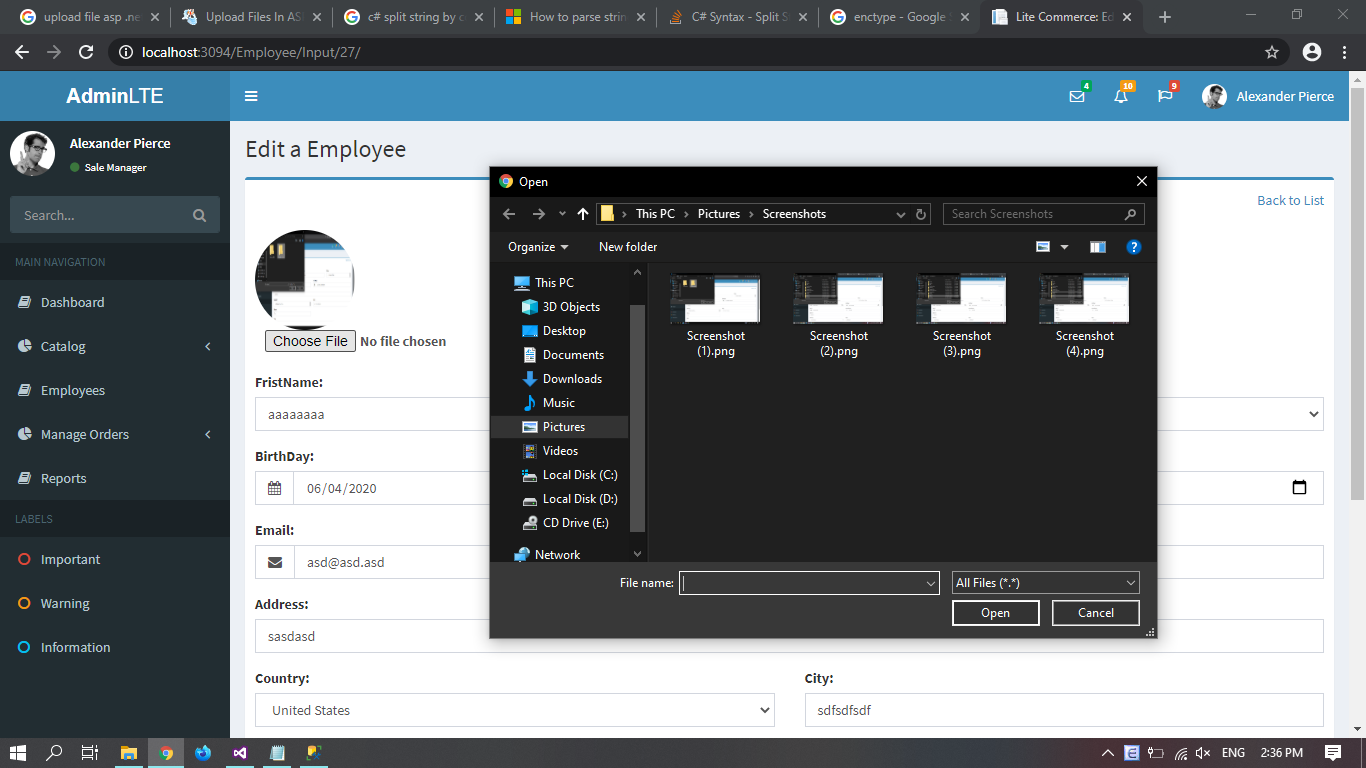 upload file asp .ne
Upload Files In AS
c# split string by c
How to parse strin
C# Syntax - Split S
enctype - Google
Lite Commerce: Ed
localhost:3094/Employee/Input/27/
AdminLTE
4
10
9
Alexander Pierce
Alexander Pierce
Sale Manager
Search...
MAIN NAVIGATION
Dashboard
Catalog
Employees
Manage Orders
Reports
LABELS
Important
Warning
Information
Edit a Employee
Back to List
Choose File No file chosen
FristName:
aaaaaaaa
BirthDay:
06/04/2020
Email:
asd@asd.asd
Address:
sasdasd
Country:
United States
City:
sdfsdfsdf
Open
This PC
Pictures
Screenshots
Search Screenshots
Organize
New folder
This PC
3D Objects
Desktop
Documents
Downloads
Music
Pictures
Videos
Local Disk (C:)
Local Disk (D:)
CD Drive (E:)
Network
Screenshot
(1).png
Screenshot
(2).png
Screenshot
(3).png
Screenshot
(4).png
File name:
All Files (*.*)
Open
Cancel
ENG
2:36 PM